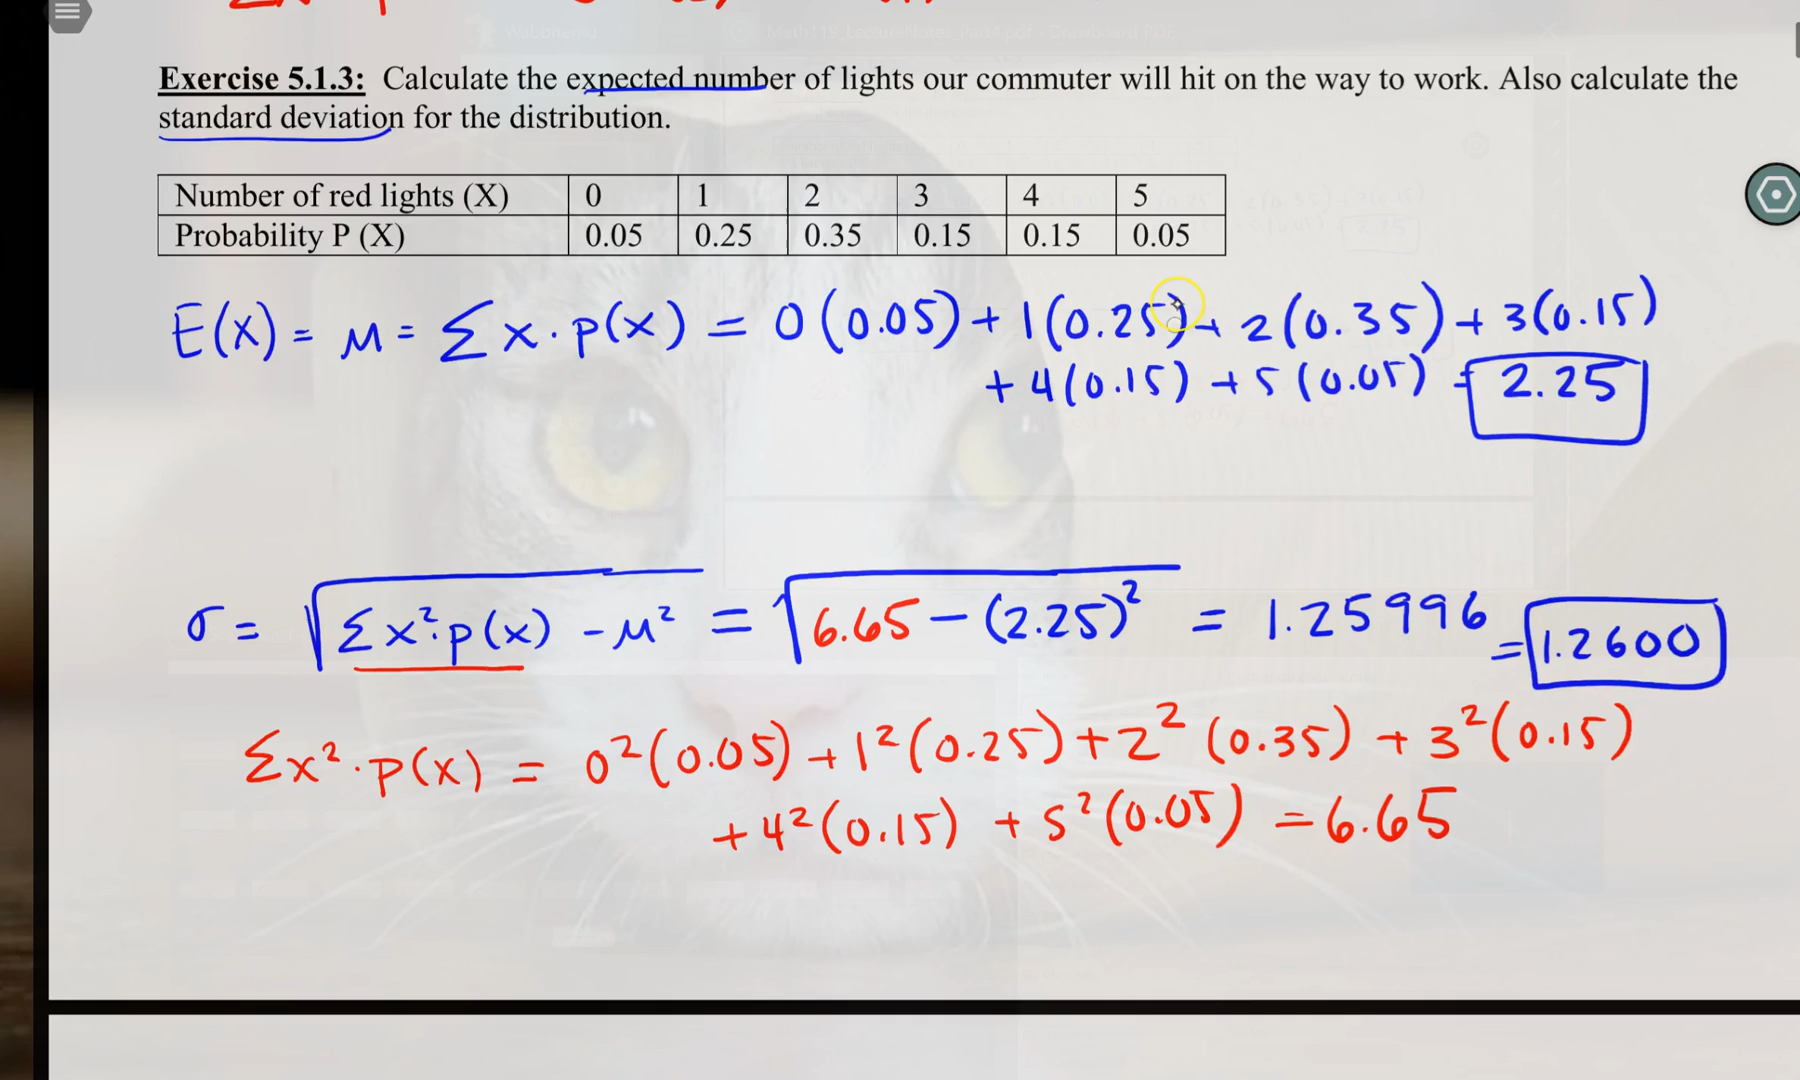 Exercise 5.1.3: Calculate the expected number of lights our commuter will hit on the way to work. Also calculate the
standard deviation for the distribution.
Number of red lights (X) 0 1 2 3 4 5
Probability P (X) 0.05 0.25 0.35 0.15 0.15 0.05
E(x) = μ = Σ x · p(x) = 0(0.05) + 1(0.25) + 2(0.35) + 3(0.15)
+ 4(0.15) + 5(0.05) = 2.25
σ = √(Σx²·p(x) - μ²) = √(6.65 - (2.25)²) = 1.25996
= 1.2600
Σx²·p(x) = 0²(0.05) + 1²(0.25) + 2²(0.35) + 3²(0.15)
+ 4²(0.15) + 5²(0.05) = 6.65